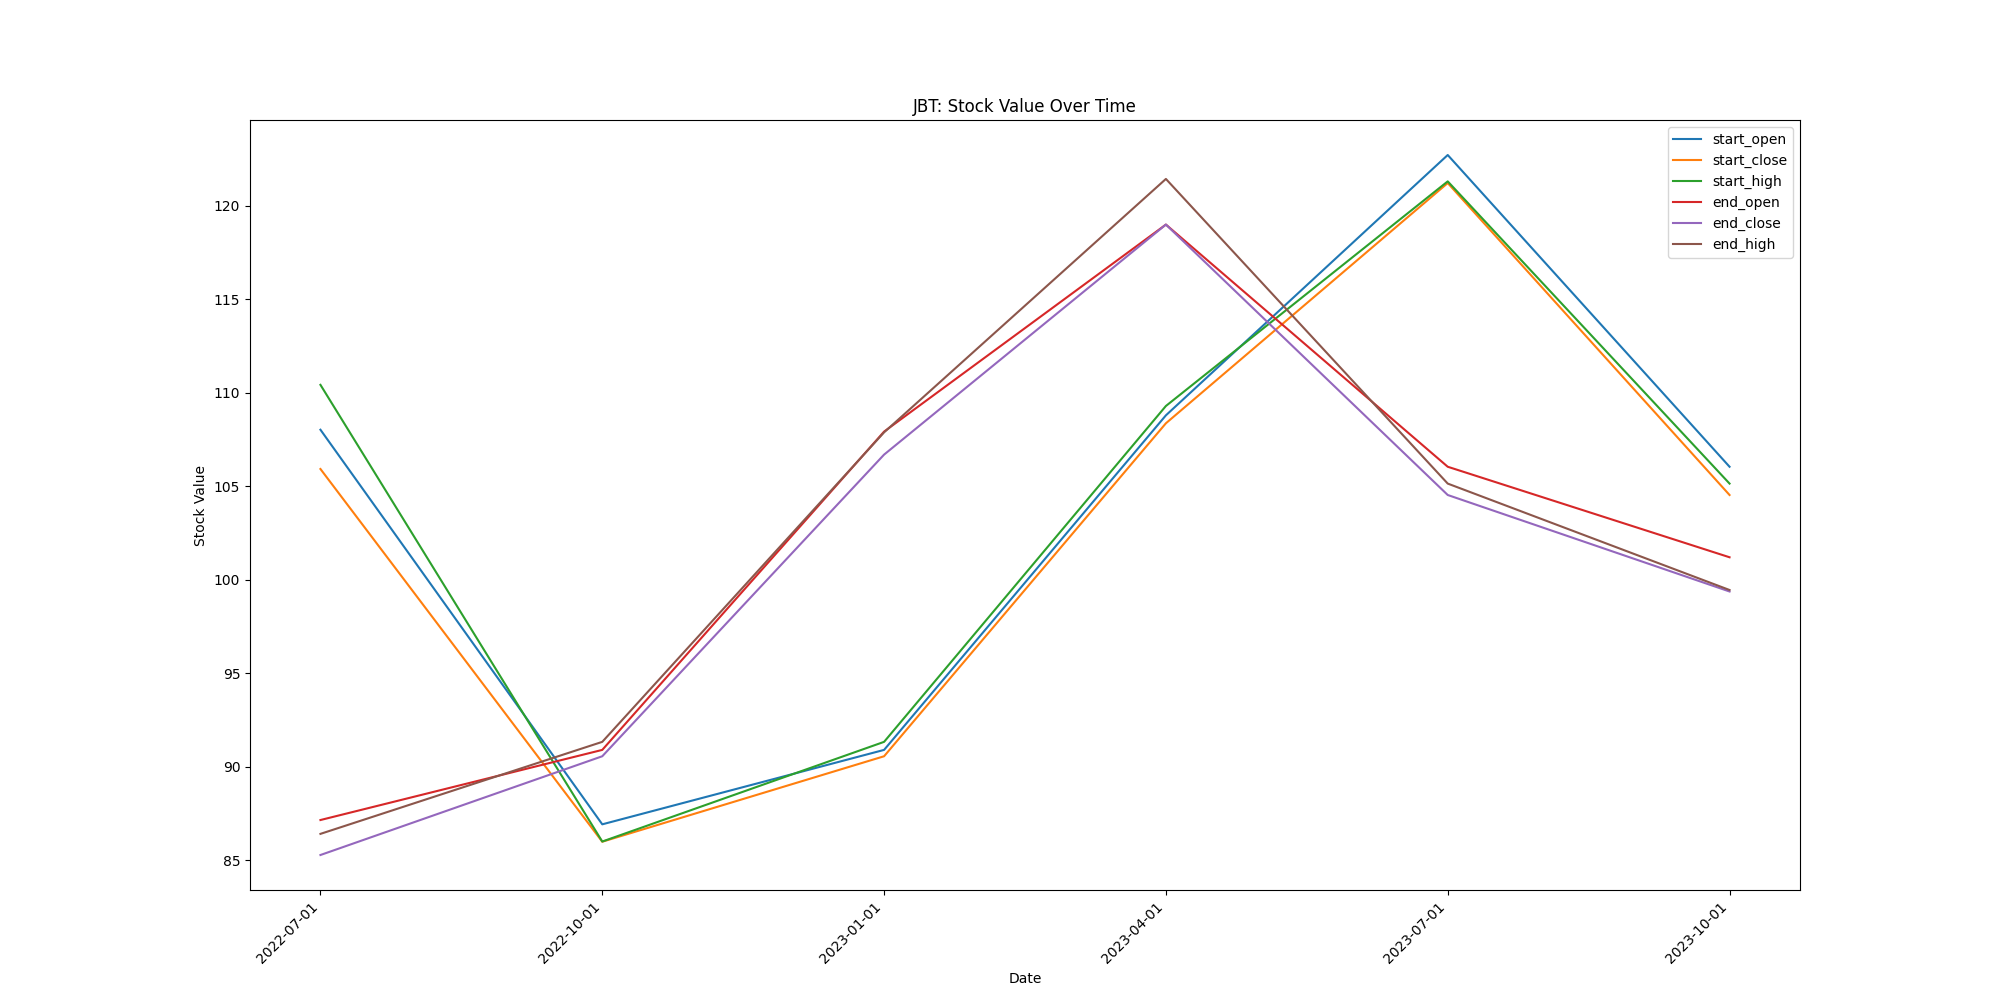 JBT: Stock Value Over Time
start_open
start_close
start_high
end_open
end_close
end_high
120
115
110
105
100
95
90
85
Stock Value
2022-07-01
2022-10-01
2023-01-01
2023-04-01
2023-07-01
2023-10-01
Date